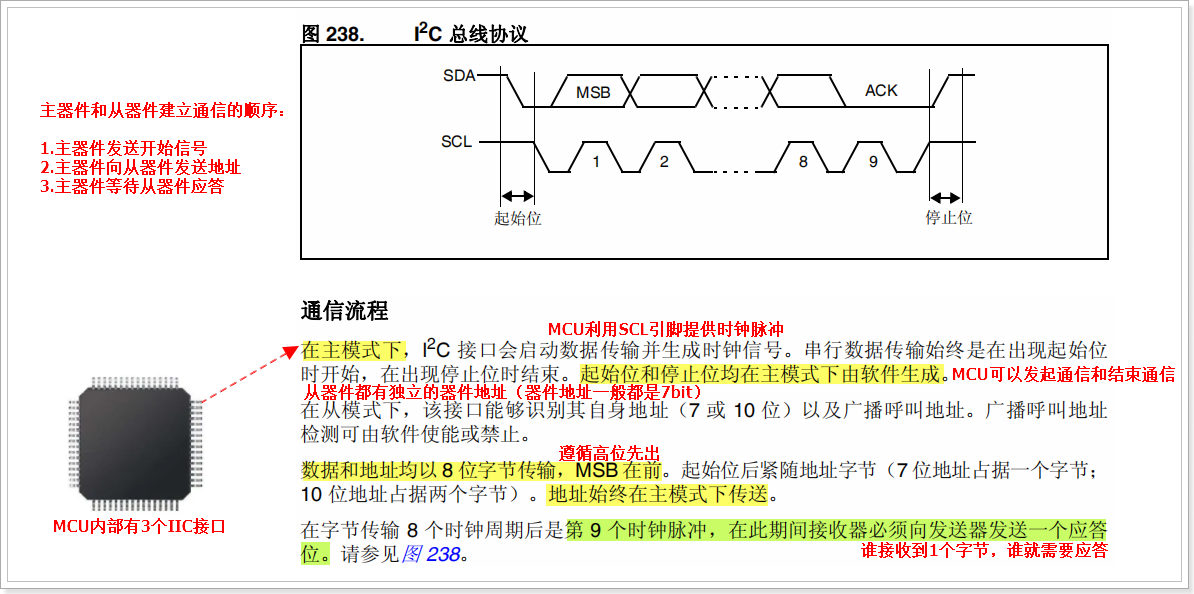 图 238. I2C 总线协议
主器件和从器件建立通信的顺序：
1.主器件发送开始信号
2.主器件向从器件发送地址
3.主器件等待从器件应答
SDA
MSB
ACK
SCL
1 2 8 9
起始位
停止位
通信流程
MCU利用SCL引脚提供时钟脉冲
在主模式下，I2C 接口会启动数据传输并生成时钟信号。串行数据传输始终是在出现起始位
时开始，在出现停止位时结束。起始位和停止位均在主模式下由软件生成。MCU可以发起通信和结束通信
从器件都有独立的器件地址（器件地址一般都是7bit）
在从模式下，该接口能够识别其自身地址（7 或 10 位）以及广播呼叫地址。广播呼叫地址
检测可由软件使能或禁止。
遵循高位先出
数据和地址均以 8 位字节传输，MSB 在前。起始位后紧随地址字节（7 位地址占据一个字节；
10 位地址占据两个字节）。地址始终在主模式下传送。
MCU内部有3个IIC接口
在字节传输 8 个时钟周期后是第 9 个时钟脉冲，在此期间接收器必须向发送器发送一个应答
位。请参见图 238。
谁接收到1个字节，谁就需要应答